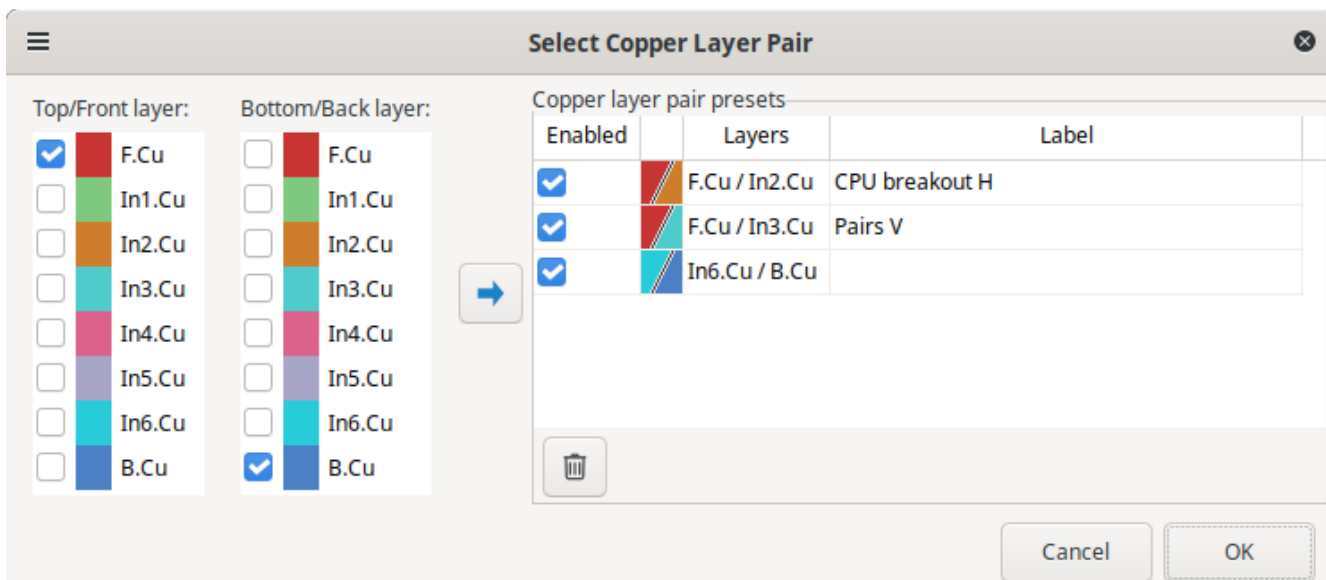 Select Copper Layer Pair
Top/Front layer:
F.Cu
In1.Cu
In2.Cu
In3.Cu
In4.Cu
In5.Cu
In6.Cu
B.Cu
Bottom/Back layer:
F.Cu
In1.Cu
In2.Cu
In3.Cu
In4.Cu
In5.Cu
In6.Cu
B.Cu
Copper layer pair presets
Enabled Layers Label
F.Cu / In2.Cu CPU breakout H
F.Cu / In3.Cu Pairs V
In6.Cu / B.Cu
Cancel OK